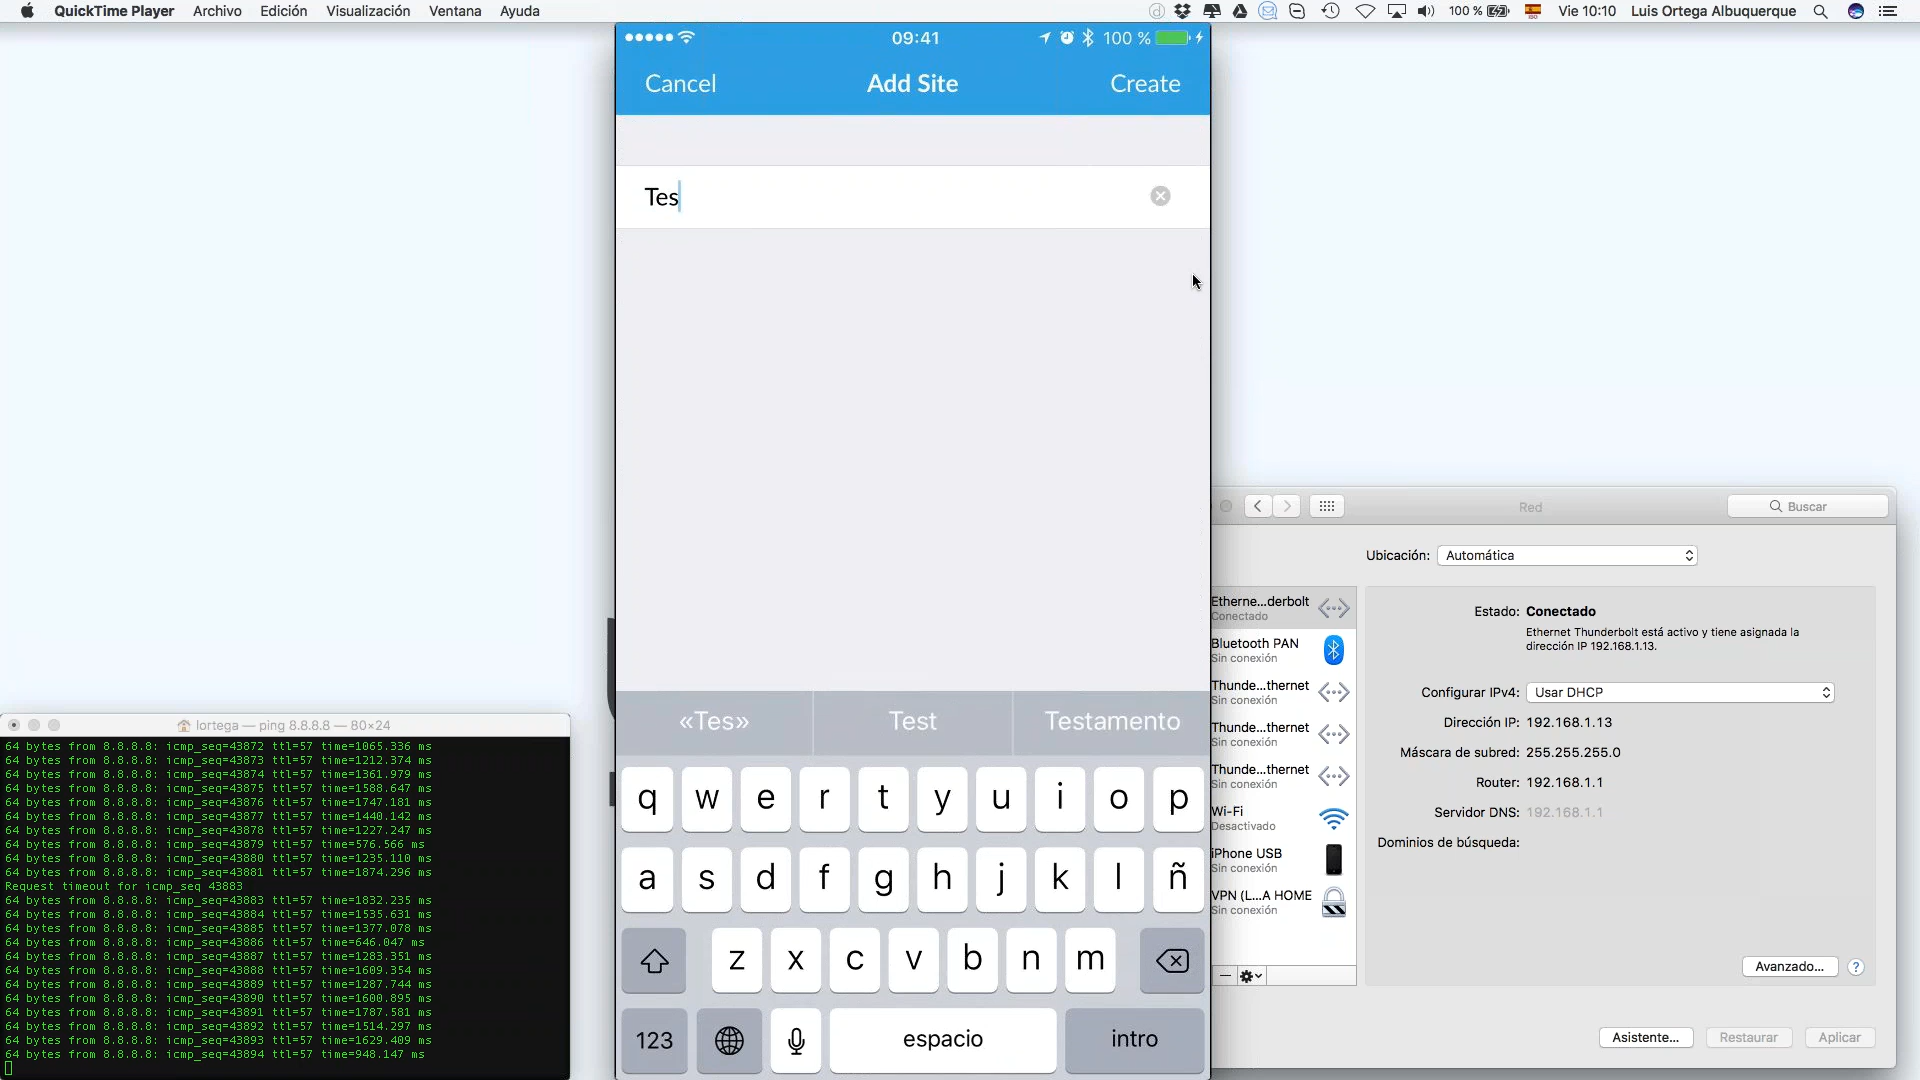 QuickTime Player Archivo Edición Visualización Ventana Ayuda
100 % Vie 10:10 Luis Ortega Albuquerque
09:41 100 %
Cancel Add Site Create
Tes
«Tes» Test Testamento
q w e r t y u i o p
a s d f g h j k l ñ
z x c v b n m
123 espacio intro
lortega — ping 8.8.8.8 — 80×24
64 bytes from 8.8.8.8: icmp_seq=43872 ttl=57 time=1065.336 ms
64 bytes from 8.8.8.8: icmp_seq=43873 ttl=57 time=1212.374 ms
64 bytes from 8.8.8.8: icmp_seq=43874 ttl=57 time=1361.979 ms
64 bytes from 8.8.8.8: icmp_seq=43875 ttl=57 time=1588.647 ms
64 bytes from 8.8.8.8: icmp_seq=43876 ttl=57 time=1747.181 ms
64 bytes from 8.8.8.8: icmp_seq=43877 ttl=57 time=1440.142 ms
64 bytes from 8.8.8.8: icmp_seq=43878 ttl=57 time=1227.247 ms
64 bytes from 8.8.8.8: icmp_seq=43879 ttl=57 time=576.566 ms
64 bytes from 8.8.8.8: icmp_seq=43880 ttl=57 time=1235.110 ms
64 bytes from 8.8.8.8: icmp_seq=43881 ttl=57 time=1874.296 ms
Request timeout for icmp_seq 43883
64 bytes from 8.8.8.8: icmp_seq=43883 ttl=57 time=1832.235 ms
64 bytes from 8.8.8.8: icmp_seq=43884 ttl=57 time=1535.631 ms
64 bytes from 8.8.8.8: icmp_seq=43885 ttl=57 time=1377.078 ms
64 bytes from 8.8.8.8: icmp_seq=43886 ttl=57 time=646.047 ms
64 bytes from 8.8.8.8: icmp_seq=43887 ttl=57 time=1283.351 ms
64 bytes from 8.8.8.8: icmp_seq=43888 ttl=57 time=1609.354 ms
64 bytes from 8.8.8.8: icmp_seq=43889 ttl=57 time=1287.744 ms
64 bytes from 8.8.8.8: icmp_seq=43890 ttl=57 time=1600.895 ms
64 bytes from 8.8.8.8: icmp_seq=43891 ttl=57 time=1787.581 ms
64 bytes from 8.8.8.8: icmp_seq=43892 ttl=57 time=1514.297 ms
64 bytes from 8.8.8.8: icmp_seq=43893 ttl=57 time=1629.409 ms
64 bytes from 8.8.8.8: icmp_seq=43894 ttl=57 time=948.147 ms
Red
Buscar
Ubicación: Automática
Etherne...derbolt
Conectado
Bluetooth PAN
Sin conexión
Thunde...thernet
Sin conexión
Thunde...thernet
Sin conexión
Thunde...thernet
Sin conexión
Wi-Fi
Desactivado
iPhone USB
Sin conexión
VPN (L...A HOME
Sin conexión
Estado: Conectado
Ethernet Thunderbolt está activo y tiene asignada la
dirección IP 192.168.1.13.
Configurar IPv4: Usar DHCP
Dirección IP: 192.168.1.13
Máscara de subred: 255.255.255.0
Router: 192.168.1.1
Servidor DNS: 192.168.1.1
Dominios de búsqueda:
Avanzado... ?
Asistente... Restaurar Aplicar